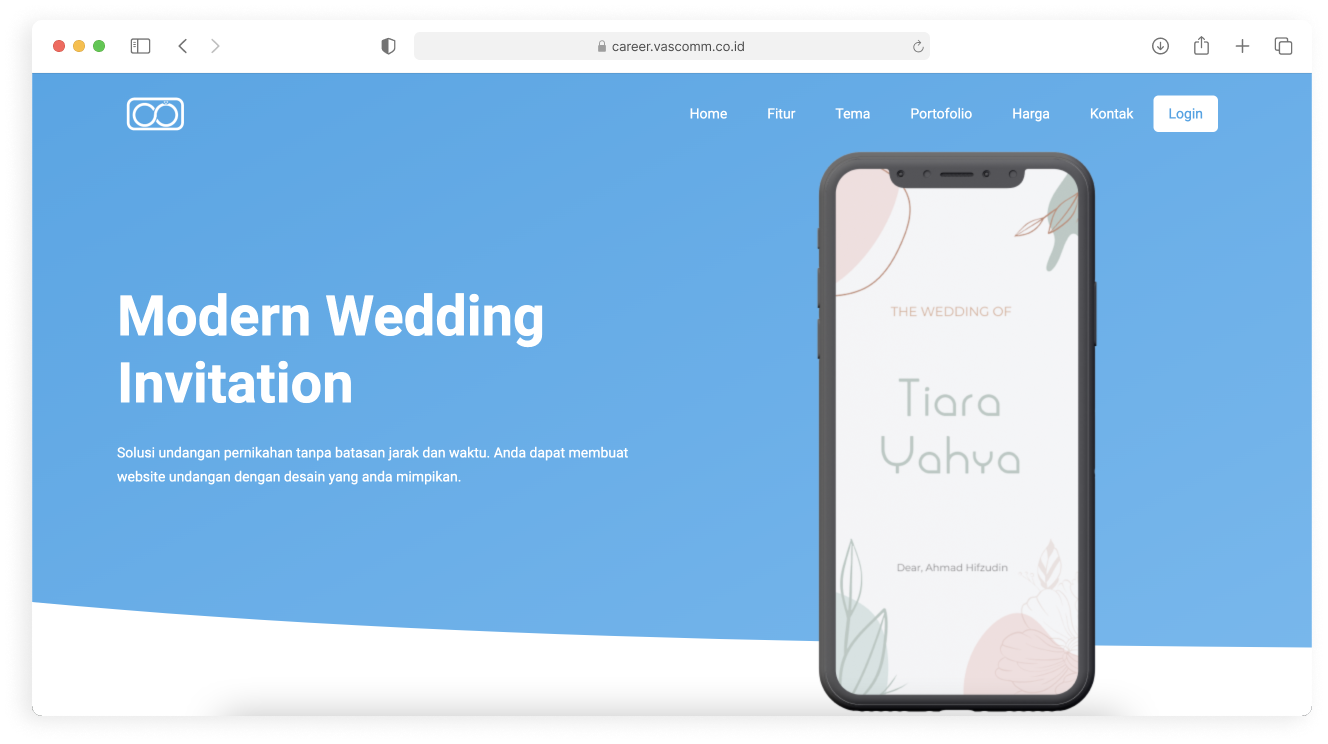 career.vascomm.co.id
Home Fitur Tema Portofolio Harga Kontak Login
Modern Wedding
Invitation
Solusi undangan pernikahan tanpa batasan jarak dan waktu. Anda dapat membuat
website undangan dengan desain yang anda mimpikan.
THE WEDDING OF
Tiara
Yahya
Dear, Ahmad Hifzudin